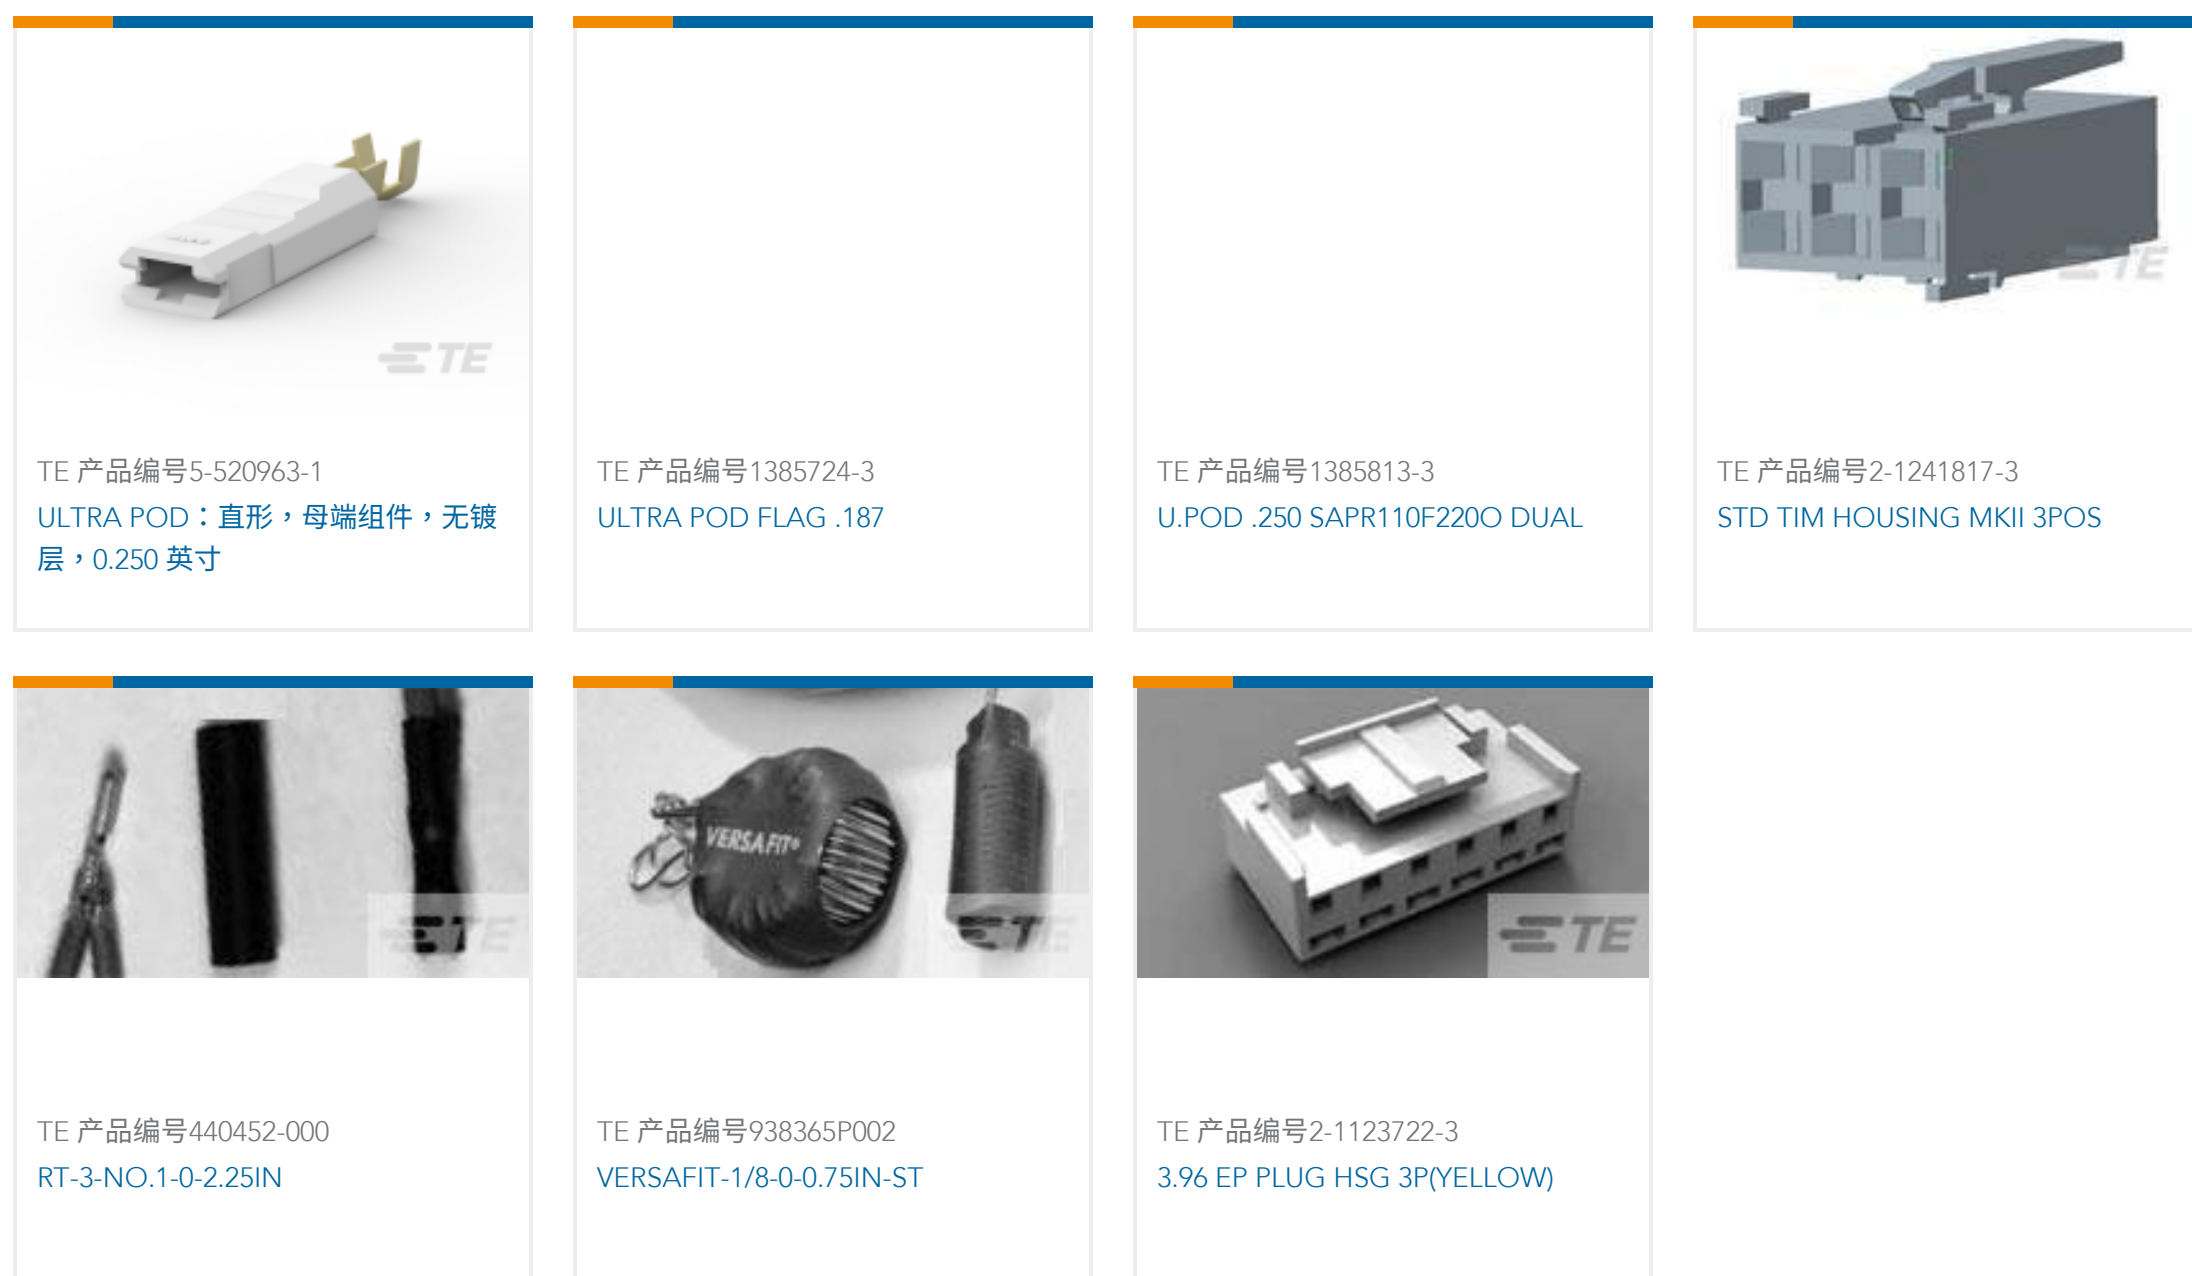 TE
TE
TE 产品编号5-520963-1
ULTRA POD：直形，母端组件，无镀
层，0.250 英寸
TE 产品编号1385724-3
ULTRA POD FLAG .187
TE 产品编号1385813-3
U.POD .250 SAPR110F220O DUAL
TE 产品编号2-1241817-3
STD TIM HOUSING MKII 3POS
VERSAFIT®
TE
TE
TE
TE 产品编号440452-000
RT-3-NO.1-0-2.25IN
TE 产品编号938365P002
VERSAFIT-1/8-0-0.75IN-ST
TE 产品编号2-1123722-3
3.96 EP PLUG HSG 3P(YELLOW)